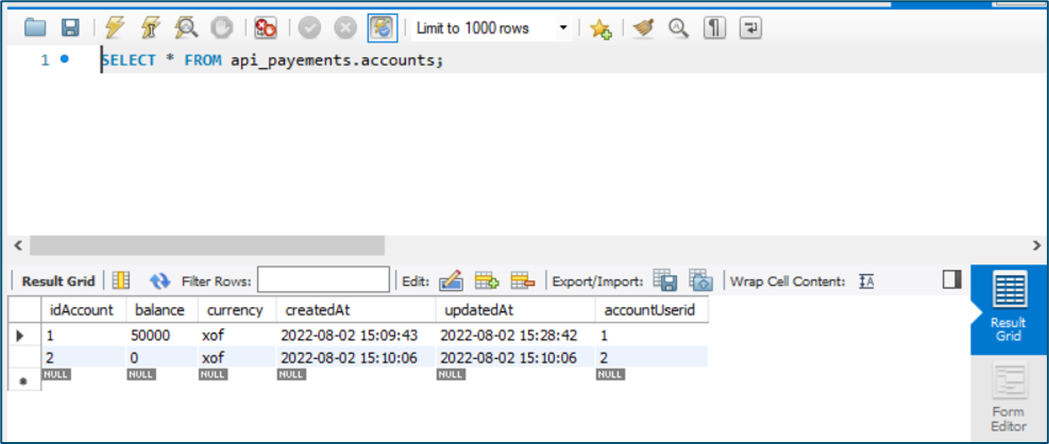 Limit to 1000 rows
1 SELECT * FROM api_payements.accounts;
Result Grid Filter Rows: Edit: Export/Import: Wrap Cell Content:
idAccount balance currency createdAt updatedAt accountUserid
1 50000 xof 2022-08-02 15:09:43 2022-08-02 15:28:42 1
2 0 xof 2022-08-02 15:10:06 2022-08-02 15:10:06 2
NULL NULL NULL NULL NULL NULL
Result
Grid
Form
Editor